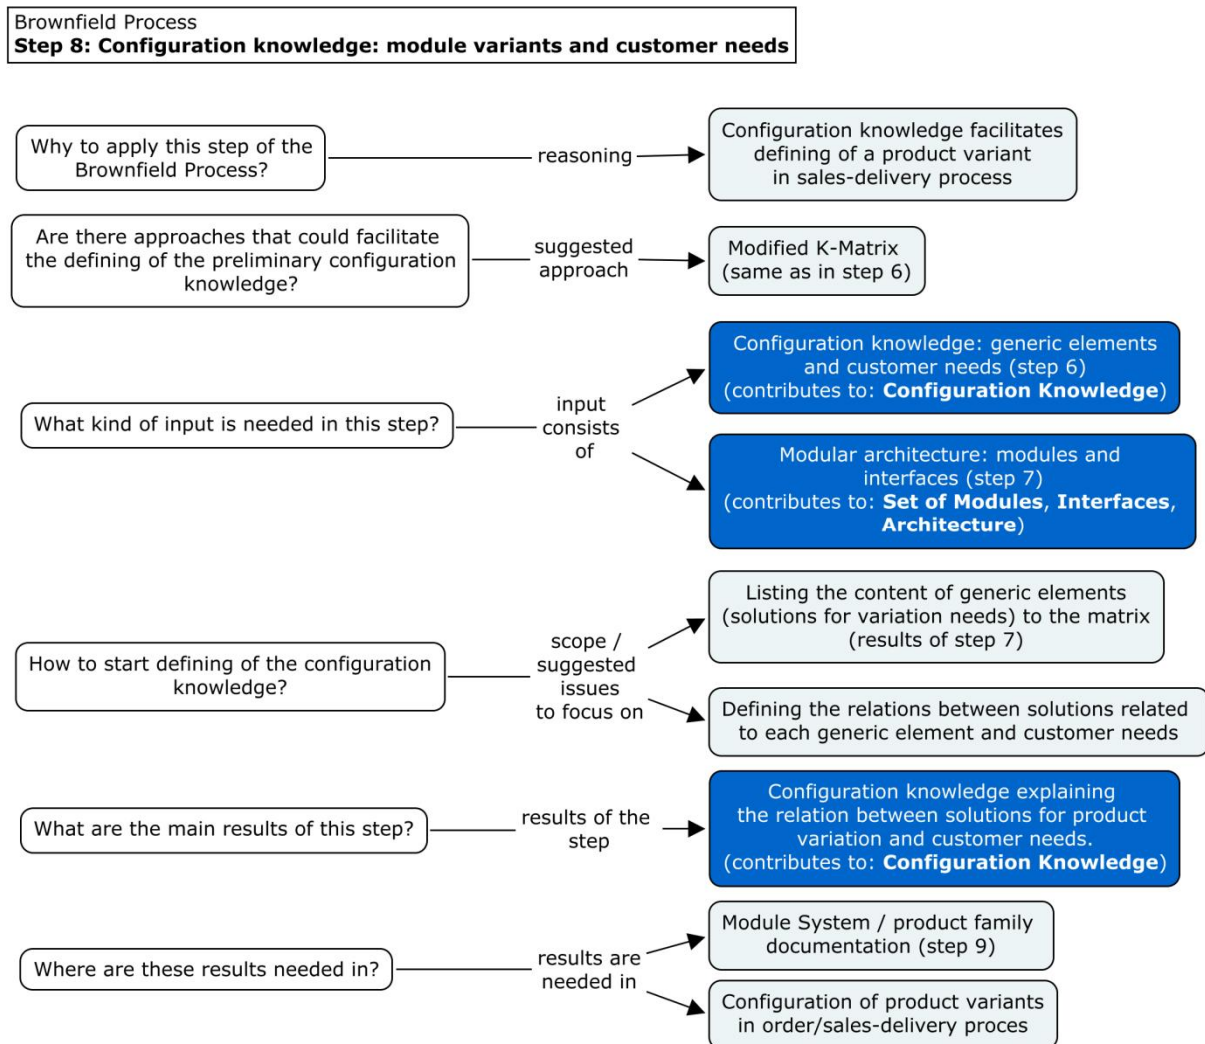 Brownfield Process
Step 8: Configuration knowledge: module variants and customer needs
Why to apply this step of the
Brownfield Process?
reasoning
Configuration knowledge facilitates
defining of a product variant
in sales-delivery process
Are there approaches that could facilitate
the defining of the preliminary configuration
knowledge?
suggested
approach
Modified K-Matrix
(same as in step 6)
What kind of input is needed in this step?
input
consists
of
Configuration knowledge: generic elements
and customer needs (step 6)
(contributes to: Configuration Knowledge)
Modular architecture: modules and
interfaces (step 7)
(contributes to: Set of Modules, Interfaces,
Architecture)
How to start defining of the configuration
knowledge?
scope /
suggested
issues
to focus on
Listing the content of generic elements
(solutions for variation needs) to the matrix
(results of step 7)
Defining the relations between solutions related
to each generic element and customer needs
What are the main results of this step?
results of the
step
Configuration knowledge explaining
the relation between solutions for product
variation and customer needs.
(contributes to: Configuration Knowledge)
Where are these results needed in?
results are
needed in
Module System / product family
documentation (step 9)
Configuration of product variants
in order/sales-delivery proces